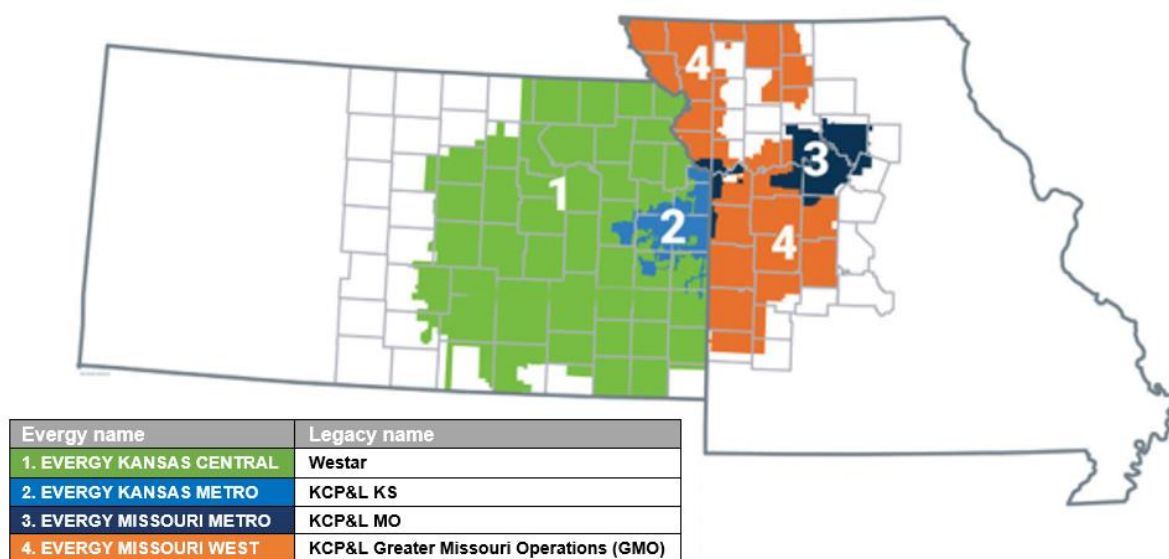 4
3
1
2
4
Evergy name Legacy name
1. EVERGY KANSAS CENTRAL Westar
2. EVERGY KANSAS METRO KCP&L KS
3. EVERGY MISSOURI METRO KCP&L MO
4. EVERGY MISSOURI WEST KCP&L Greater Missouri Operations (GMO)